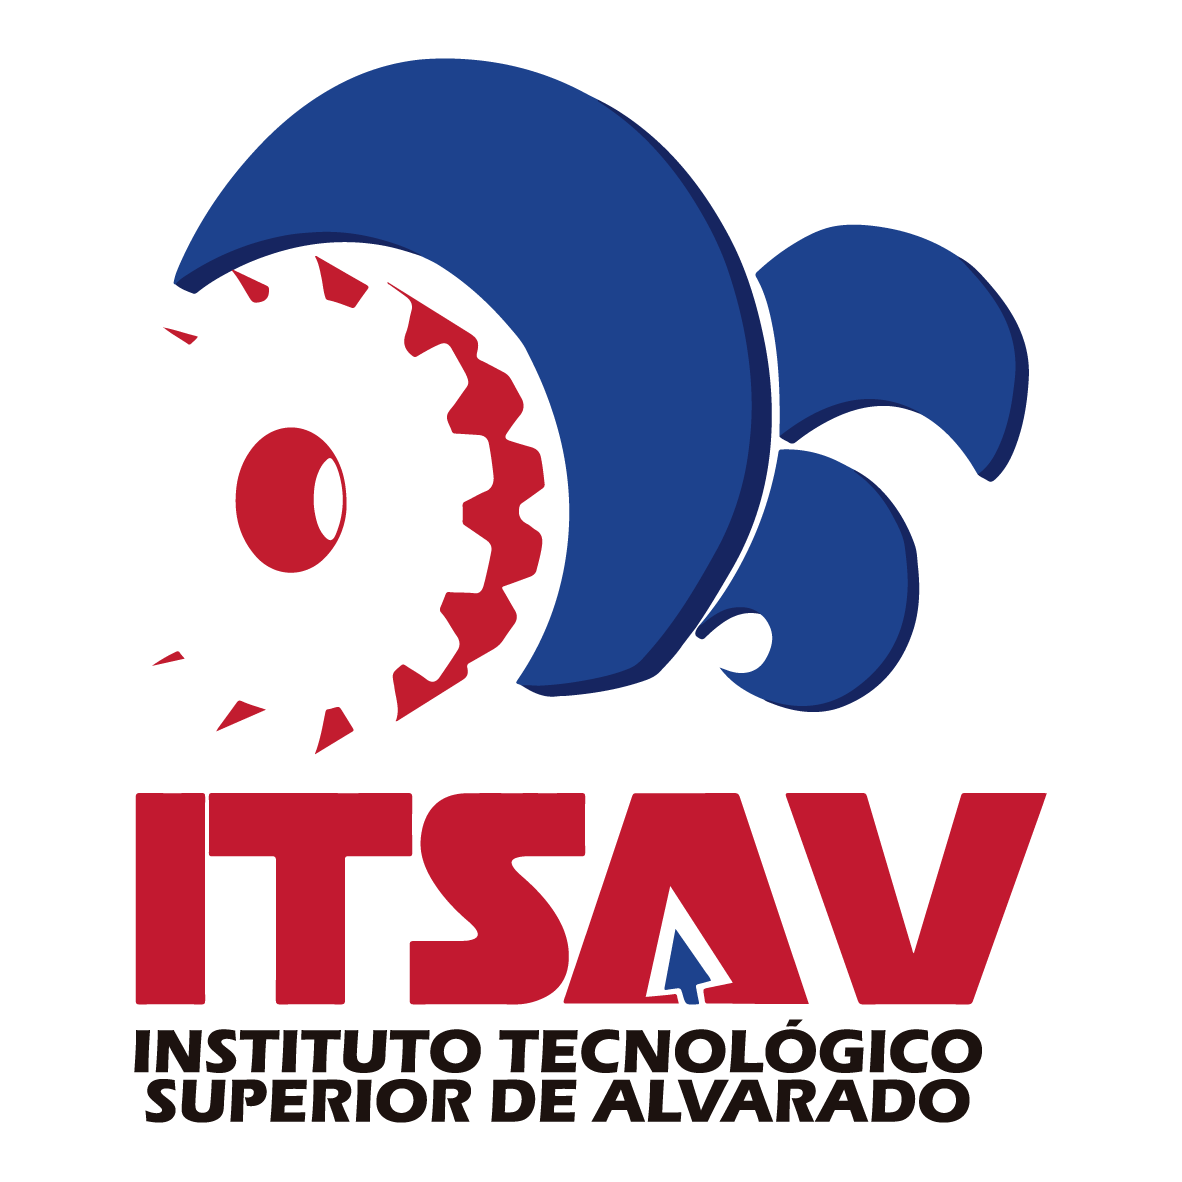 ITSAV
INSTITUTO TECNOLÓGICO
SUPERIOR DE ALVARADO